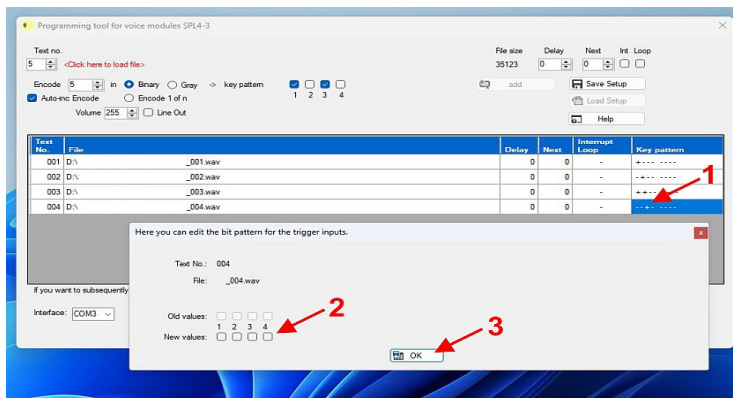 Programming tool for voice modules SPL4-3
Text no. File size Delay Next Int Loop
5 <Click here to load file> 35123 0 0
Encode 5 in Binary Gray -> key pattern add Save Setup
1 2 3 4
Auto-inc Encode Encode 1 of n Load Setup
Volume 255 Line Out Help
Text No. File Delay Next Interrupt Loop Key pattern
001 D:\ _001.wav 0 0 - +--- ----
002 D:\ _002.wav 0 0 - -+-- ----
003 D:\ _003.wav 0 0 - ++-- ----
004 D:\ _004.wav 0 0 - --+- ----
1
Here you can edit the bit pattern for the trigger inputs. x
Text No.: 004
File: _004.wav
If you want to subsequently
Interface: COM3
Old values:
1 2 3 4
New values:
2
OK
3